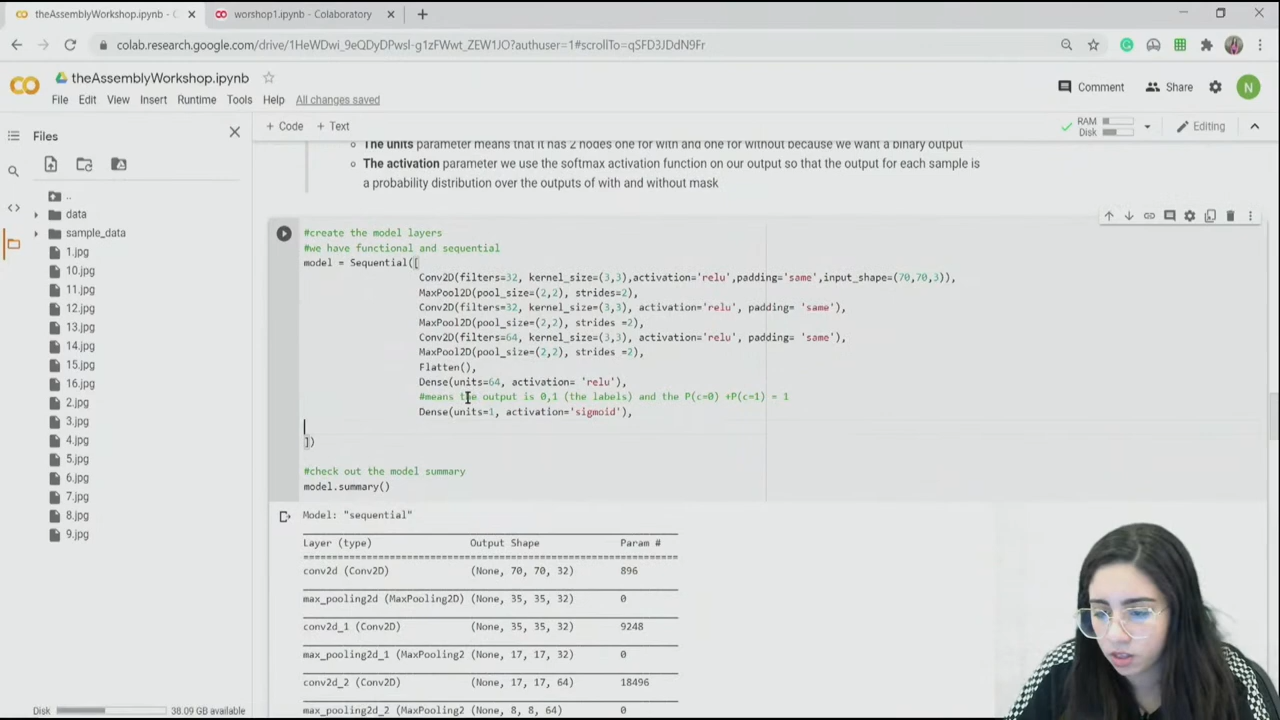 theAssemblyWorkshop.ipynb - C
worshop1.ipynb - Colaboratory
colab.research.google.com/drive/1HeWDwi_9eQDyDPwsI-g1zFWwt_ZEW1JO?authuser=1#scrollTo=qSFD3JDdN9Fr
theAssemblyWorkshop.ipynb
File Edit View Insert Runtime Tools Help All changes saved
Comment Share N
Files
+ Code + Text
RAM
Disk
Editing
..
data
sample_data
1.jpg
10.jpg
11.jpg
12.jpg
13.jpg
14.jpg
15.jpg
16.jpg
2.jpg
3.jpg
4.jpg
5.jpg
6.jpg
7.jpg
8.jpg
9.jpg
Disk 38.09 GB available
The units parameter means that it has 2 nodes one for with and one for without because we want a binary output
The activation parameter we use the softmax activation function on our output so that the output for each sample is
a probability distribution over the outputs of with and without mask
#create the model layers
#we have functional and sequential
model = Sequential([
Conv2D(filters=32, kernel_size=(3,3),activation='relu',padding='same',input_shape=(70,70,3)),
MaxPool2D(pool_size=(2,2), strides=2),
Conv2D(filters=32, kernel_size=(3,3), activation='relu', padding= 'same'),
MaxPool2D(pool_size=(2,2), strides =2),
Conv2D(filters=64, kernel_size=(3,3), activation='relu', padding= 'same'),
MaxPool2D(pool_size=(2,2), strides =2),
Flatten(),
Dense(units=64, activation= 'relu'),
#means the output is 0,1 (the labels) and the P(c=0) +P(c=1) = 1
Dense(units=1, activation='sigmoid'),
])
#check out the model summary
model.summary()
Model: "sequential"
Layer (type) Output Shape Param #
conv2d (Conv2D) (None, 70, 70, 32) 896
max_pooling2d (MaxPooling2D) (None, 35, 35, 32) 0
conv2d_1 (Conv2D) (None, 35, 35, 32) 9248
max_pooling2d_1 (MaxPooling2 (None, 17, 17, 32) 0
conv2d_2 (Conv2D) (None, 17, 17, 64) 18496
max_pooling2d_2 (MaxPooling2 (None, 8, 8, 64) 0